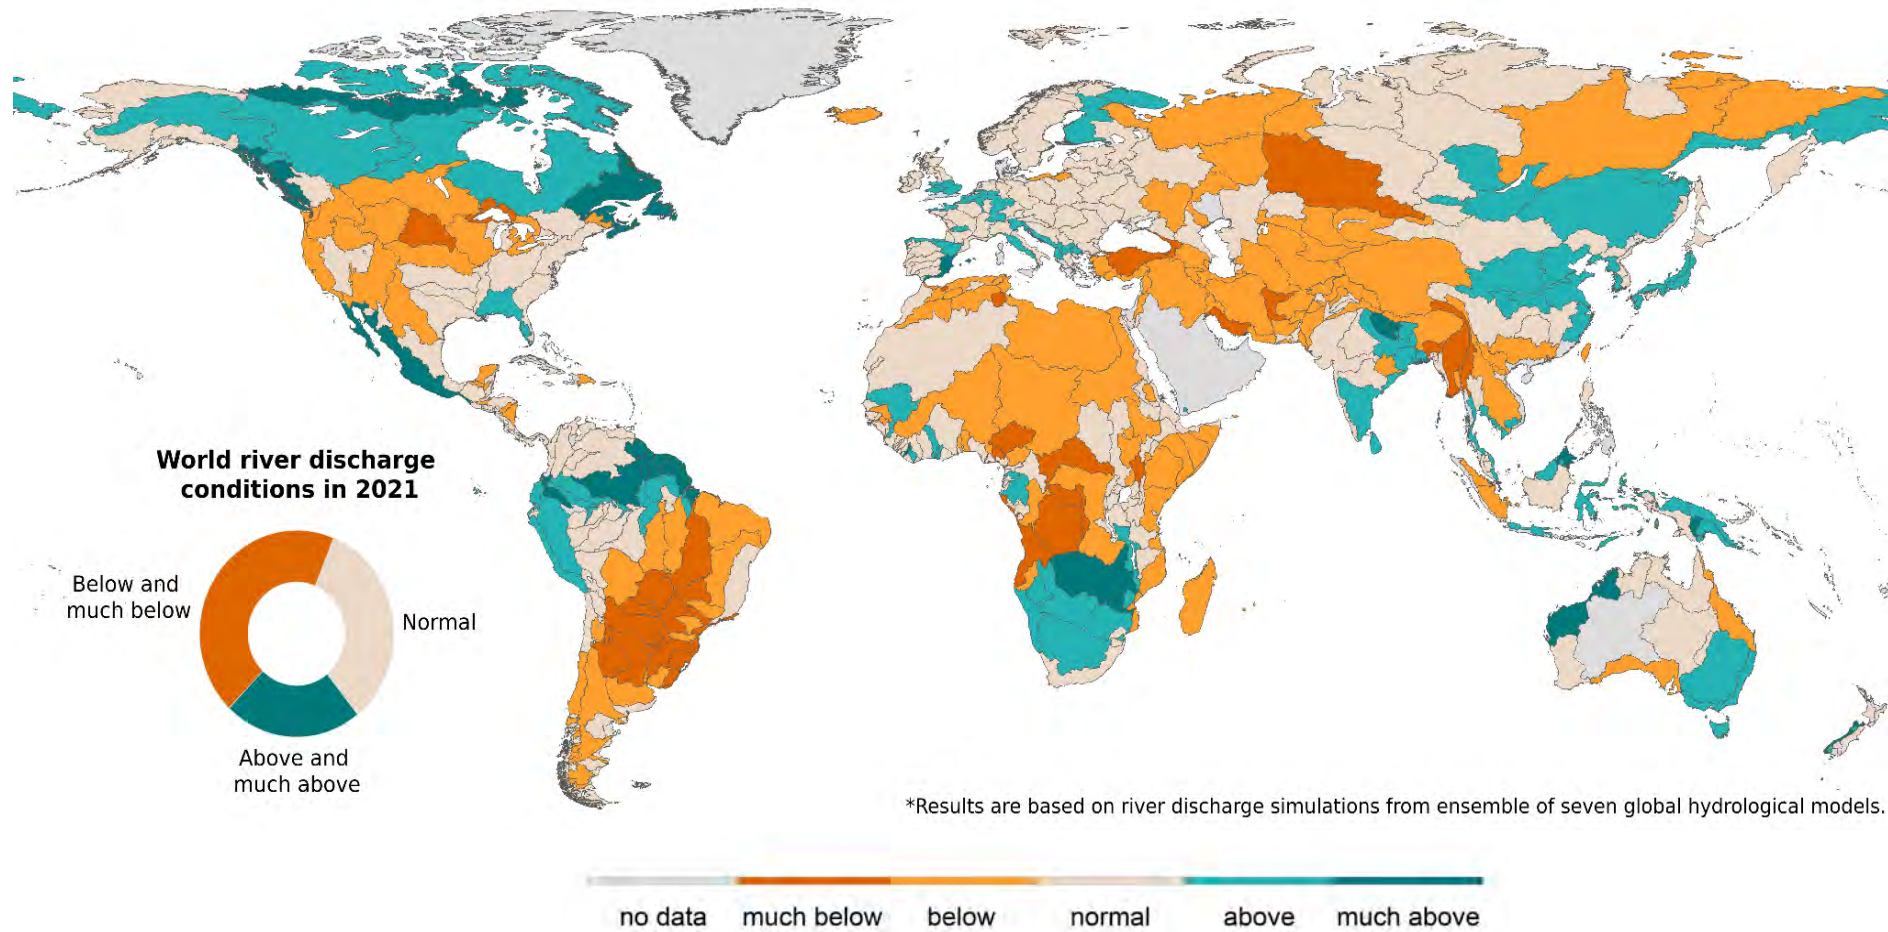 World river discharge
conditions in 2021
Below and
much below
Normal
Above and
much above
*Results are based on river discharge simulations from ensemble of seven global hydrological models.
no data
much below
below
normal
above
much above